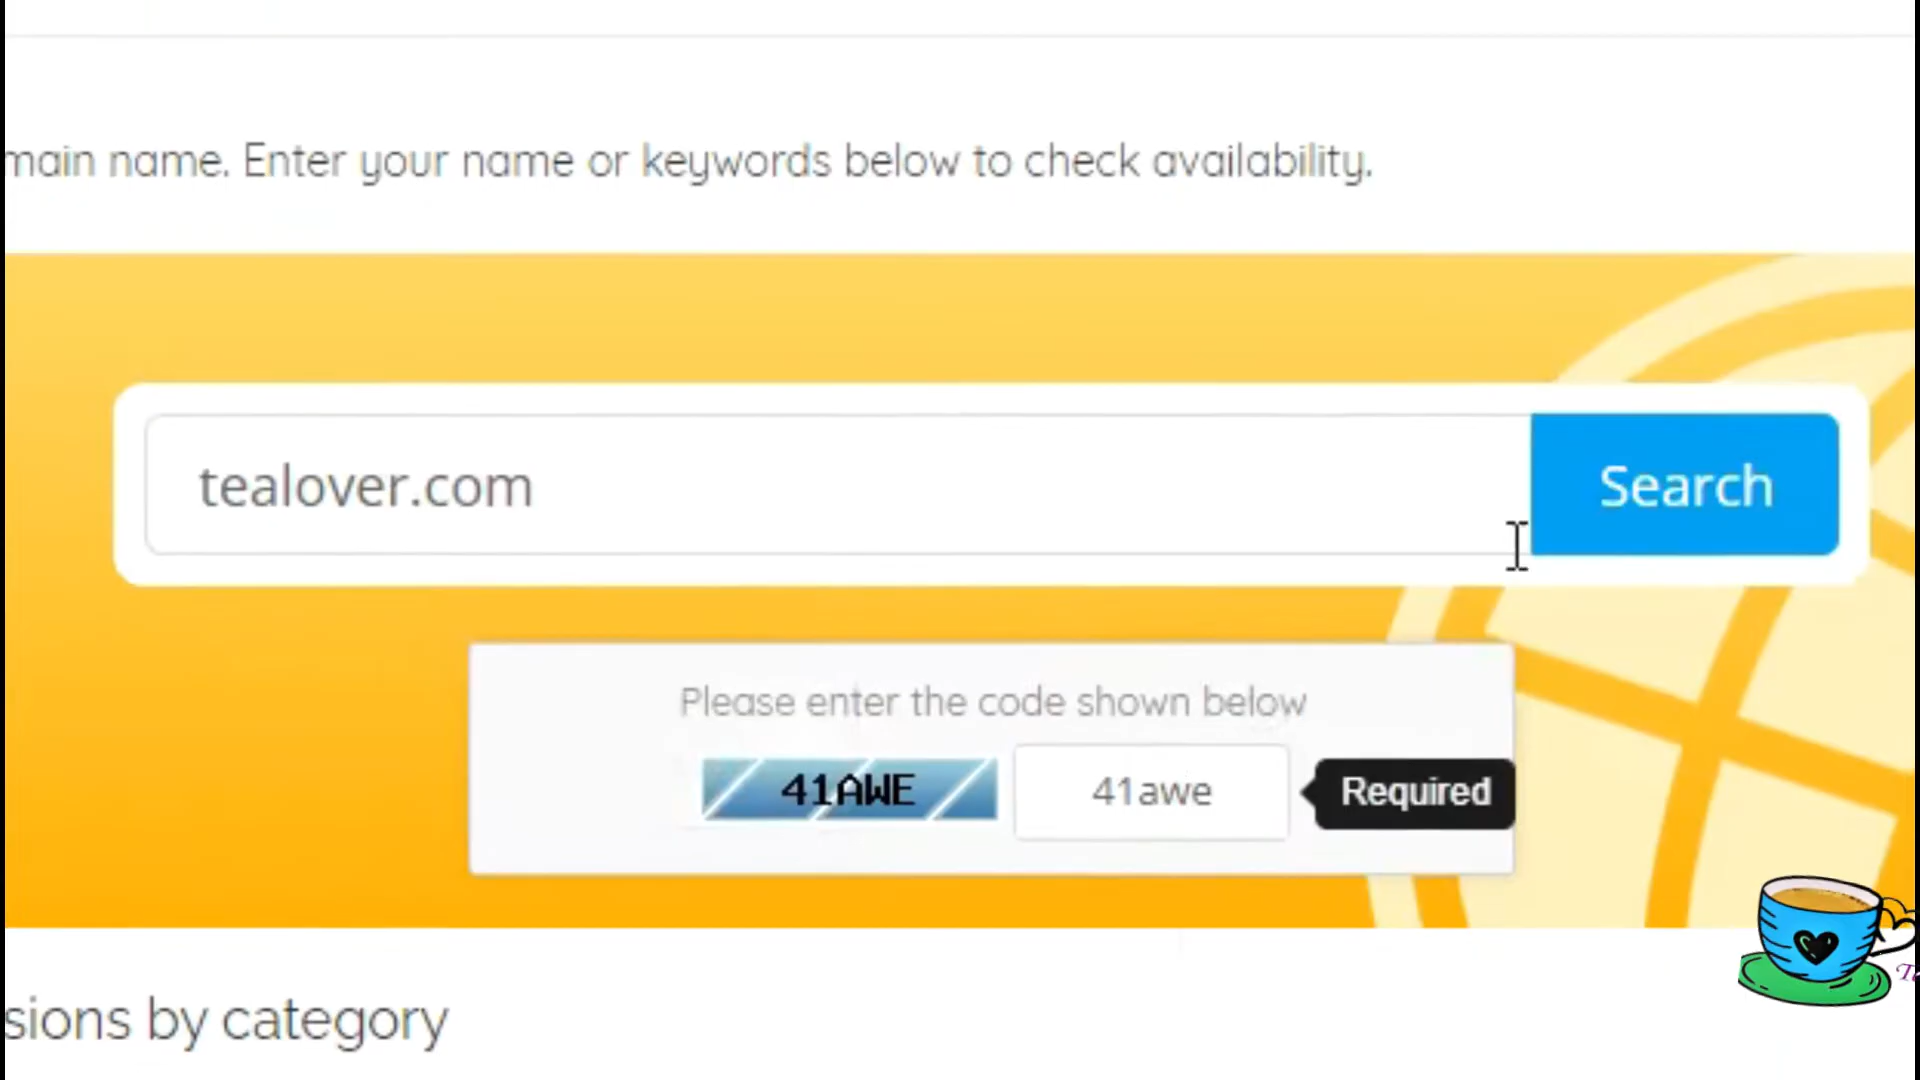 main name. Enter your name or keywords below to check availability.
tealover.com
Search
Please enter the code shown below
41AWE
41awe
Required
sions by category